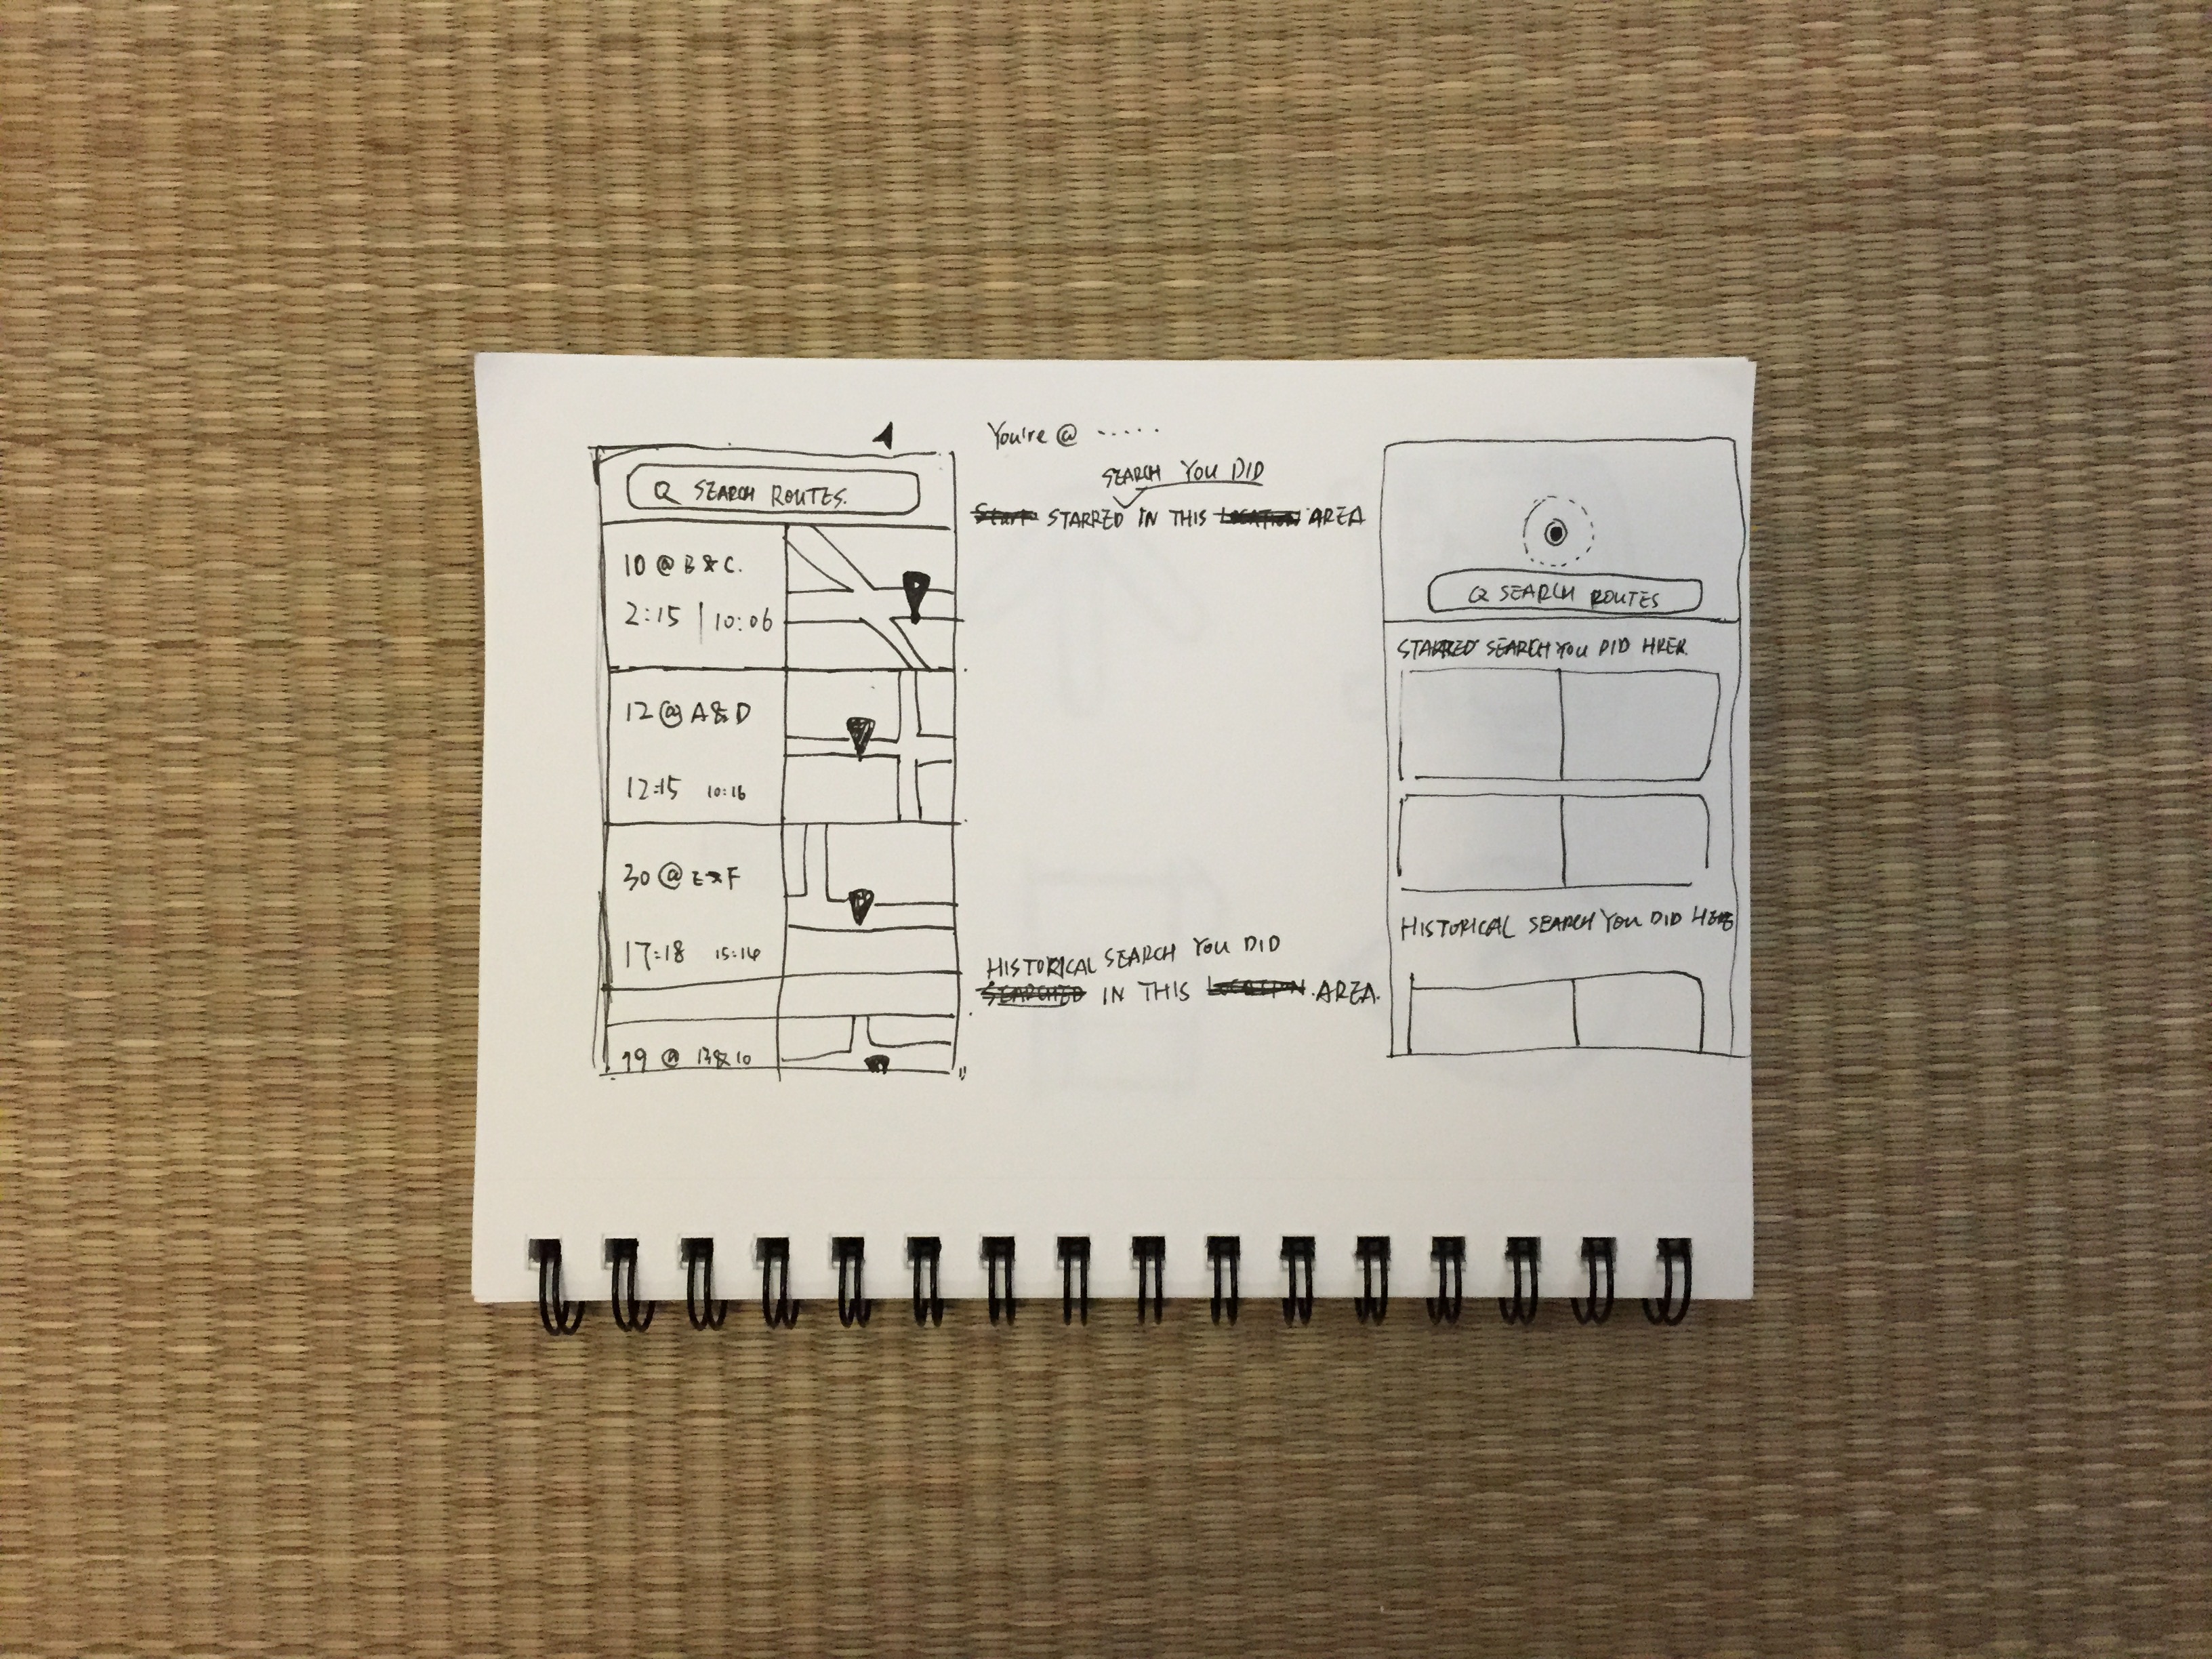 SEARCH ROUTES.
10 @ B & C.
2:15 | 10:06
12 @ A & D
12:15 10:16
30 @ E & F
17:18 15:14
19 @ B & 10
You're @ .....
SEARCH YOU DID
Start STARRED IN THIS LOCATION AREA
HISTORICAL SEARCH YOU DID
SEARCHED IN THIS LOCATION AREA.
SEARCH ROUTES
STARRED SEARCH YOU DID HRER
HISTORICAL SEARCH YOU DID HERE